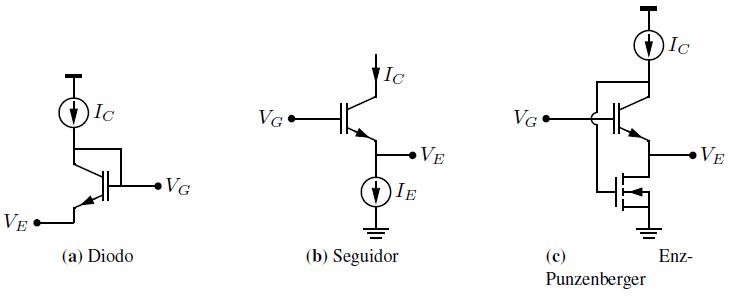 I_C
V_G
V_E
(a) Diodo
I_C
V_G
V_E
I_E
(b) Seguidor
I_C
V_G
V_E
(c) Enz-
Punzenberger